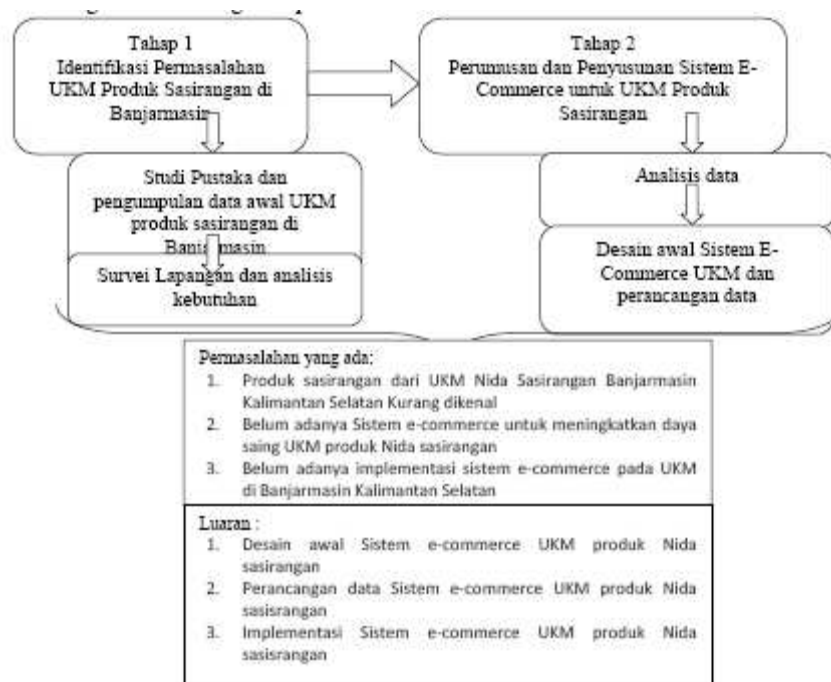 Tahap 1
Identifikasi Permasalahan
UKM Produk Sasirangan di
Banjarmasin
Tahap 2
Perumusan dan Penyusunan Sistem E-
Commerce untuk UKM Produk
Sasirangan
Studi Pustaka dan
pengumpulan data awal UKM
produk sasirangan di
Banjarmasin
Survei Lapangan dan analisis
kebutuhan
Analisis data
Desain awal Sistem E-
Commerce UKM dan
perancangan data
Permasalahan yang ada:
1. Produk sasirangan dari UKM Nida Sasirangan Banjarmasin
Kalimantan Selatan Kurang dikenal
2. Belum adanya Sistem e-commerce untuk meningkatkan daya
saing UKM produk Nida sasirangan
3. Belum adanya implementasi sistem e-commerce pada UKM
di Banjarmasin Kalimantan Selatan
Luaran :
1. Desain awal Sistem e-commerce UKM produk Nida
sasirangan
2. Perancangan data Sistem e-commerce UKM produk Nida
sasisrangan
3. Implementasi Sistem e-commerce UKM produk Nida
sasisrangan